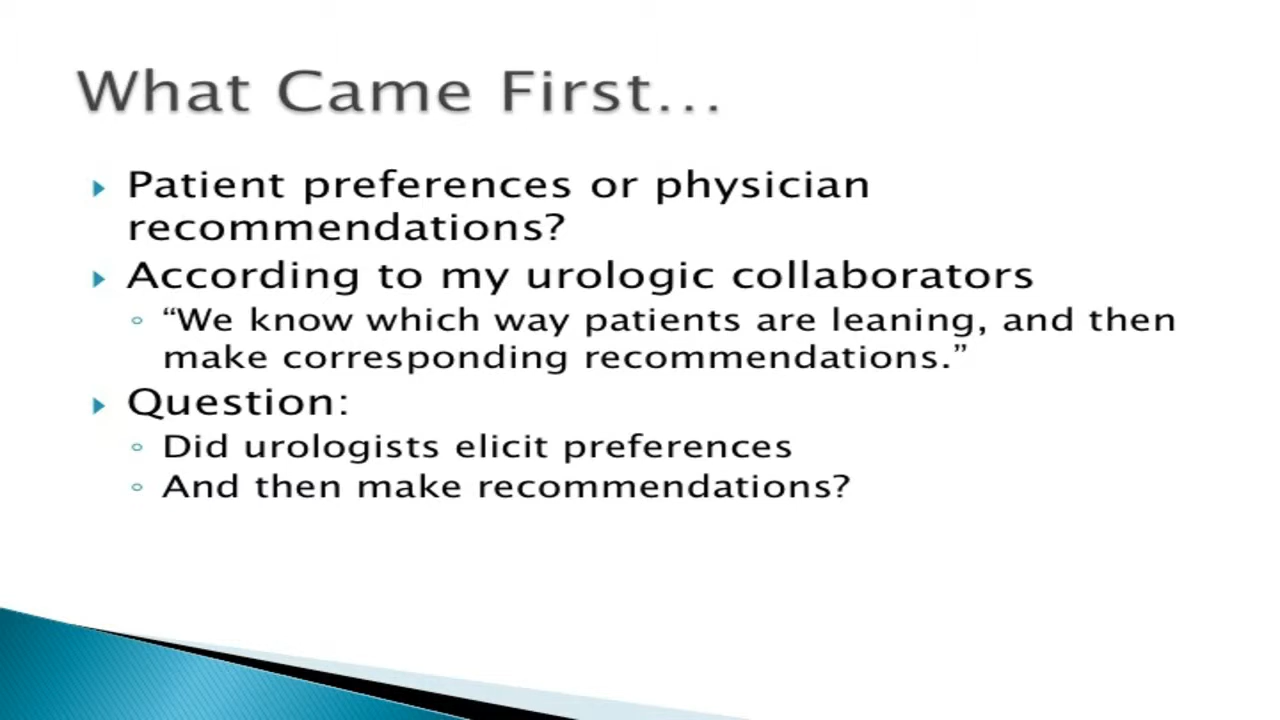 What Came First…
Patient preferences or physician
recommendations?
According to my urologic collaborators
“We know which way patients are leaning, and then
make corresponding recommendations.”
Question:
Did urologists elicit preferences
And then make recommendations?